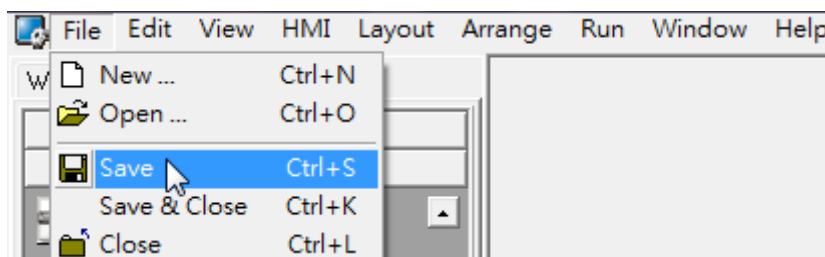 File Edit View HMI Layout Arrange Run Window Help
W
New ... Ctrl+N
Open ... Ctrl+O
Save Ctrl+S
Save & Close Ctrl+K
Close Ctrl+L